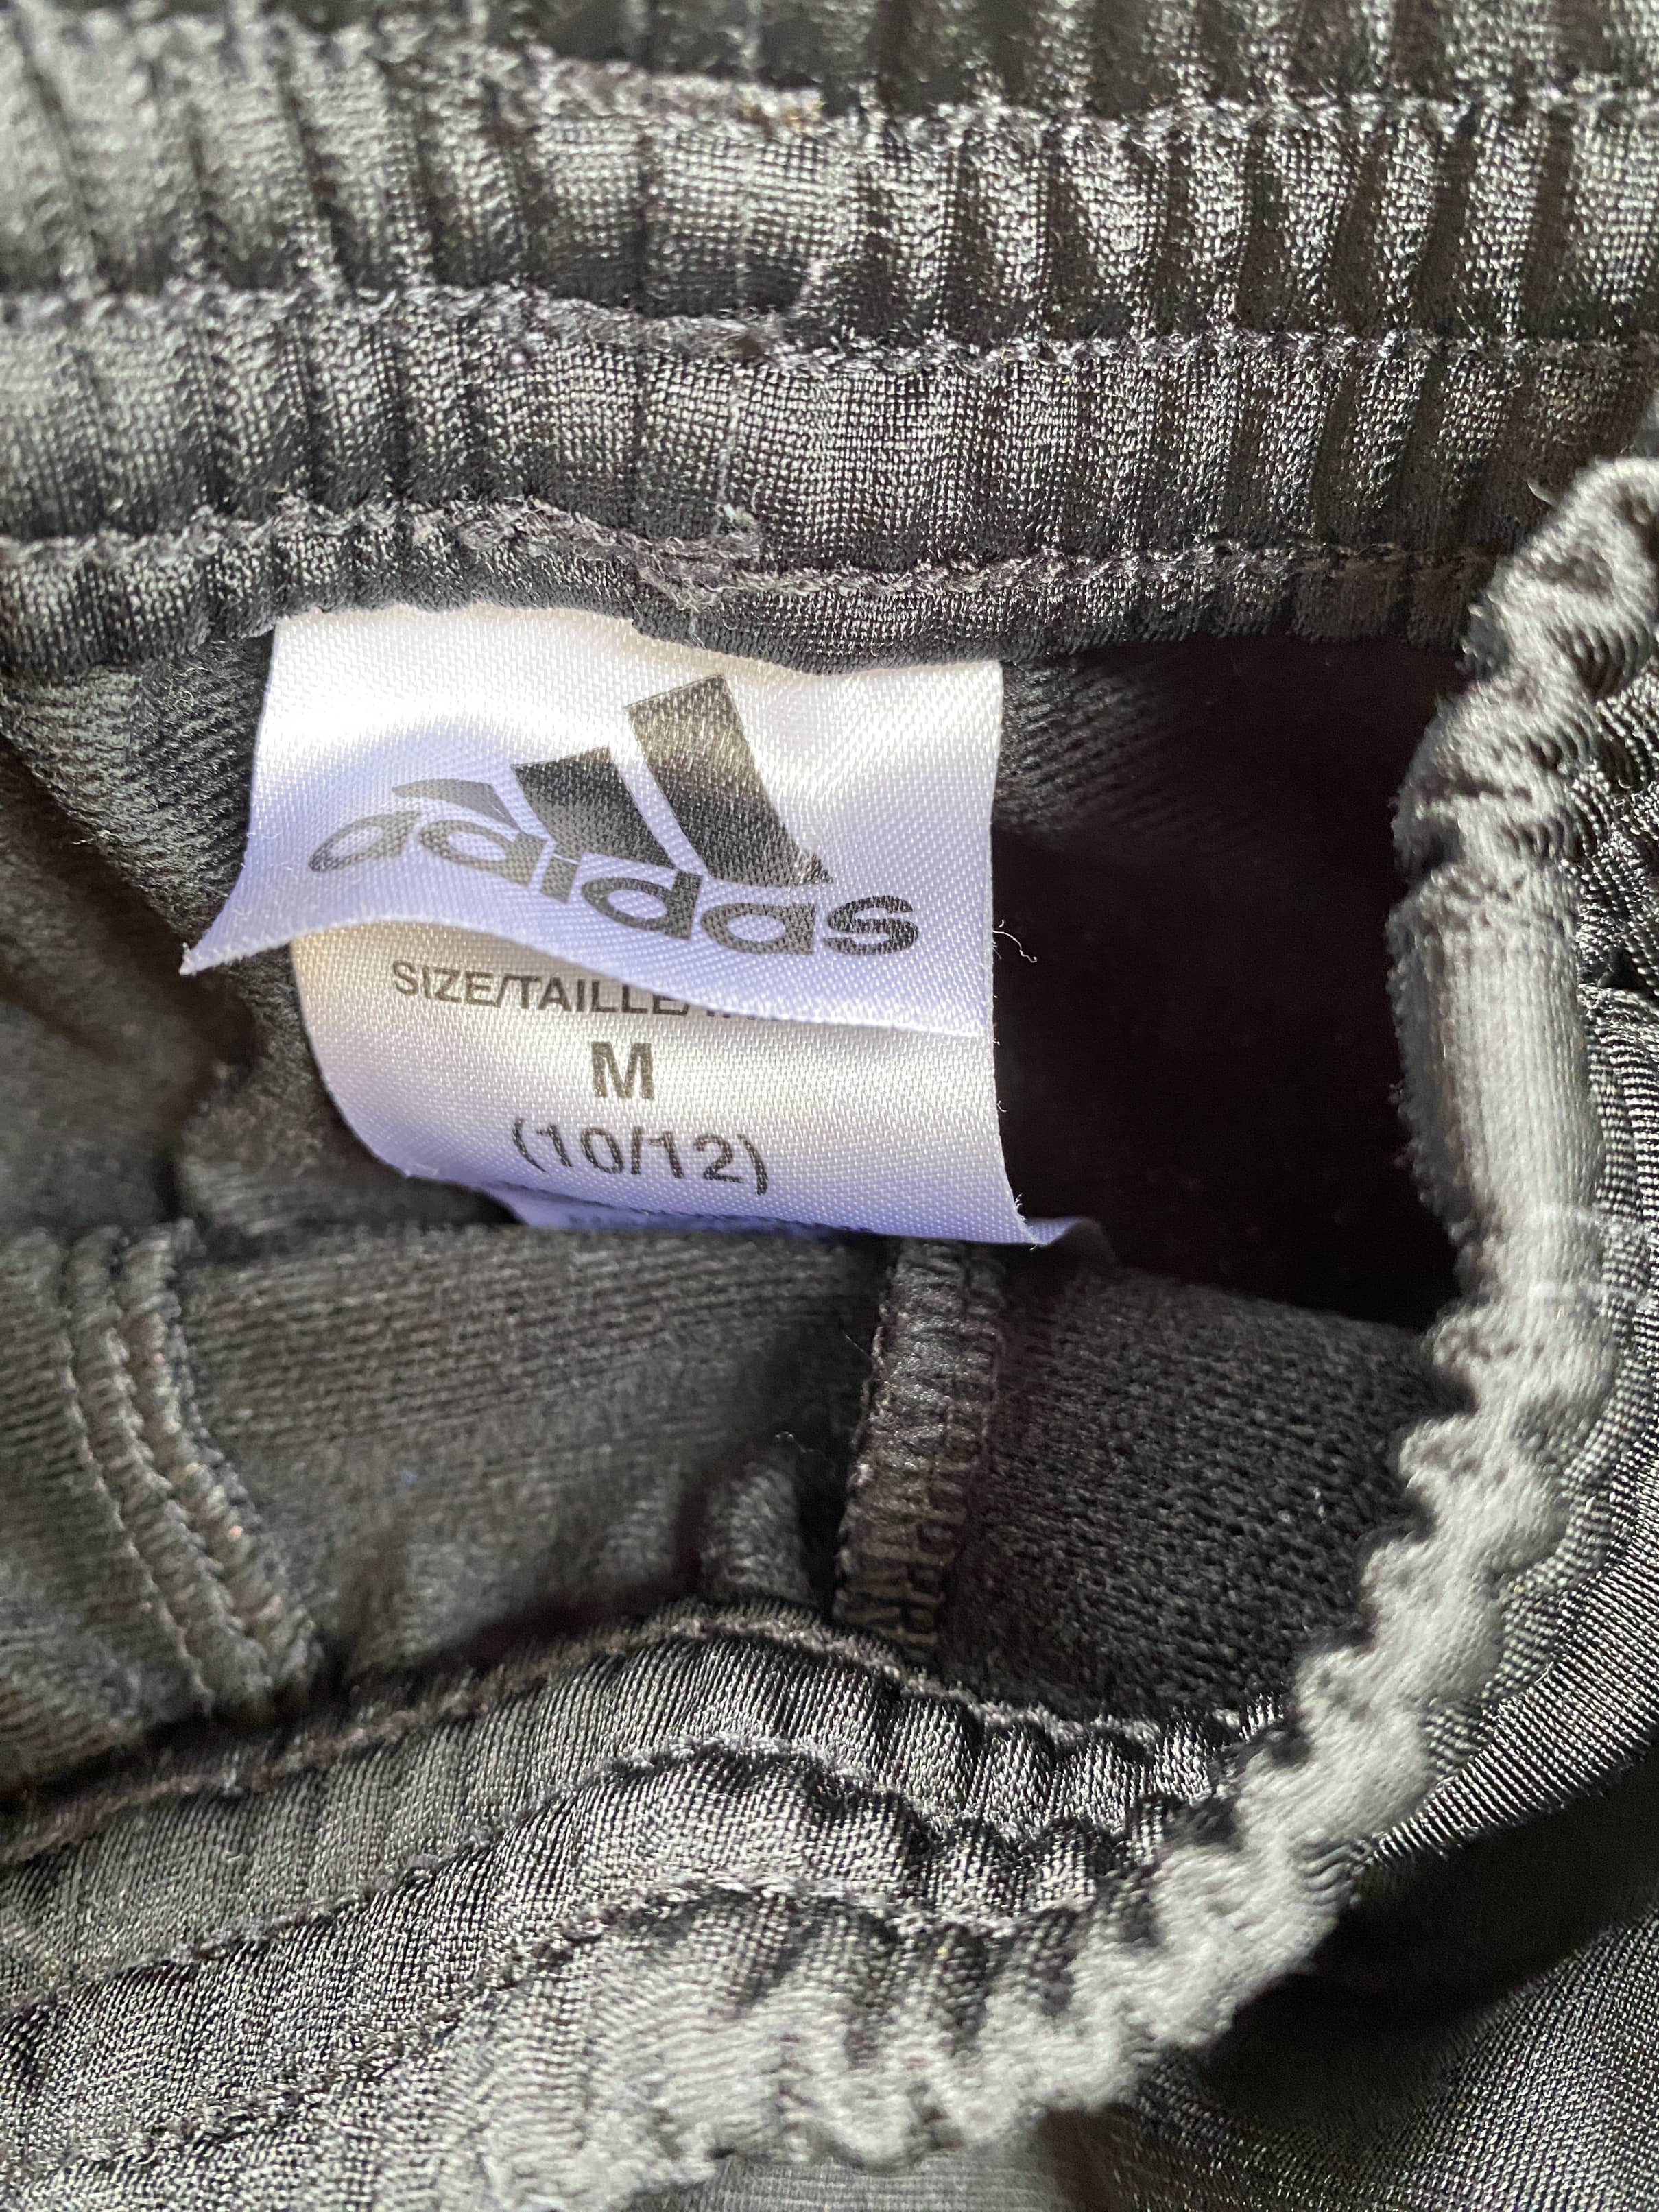 adidas
SIZE/TAILLE/
M
(10/12)